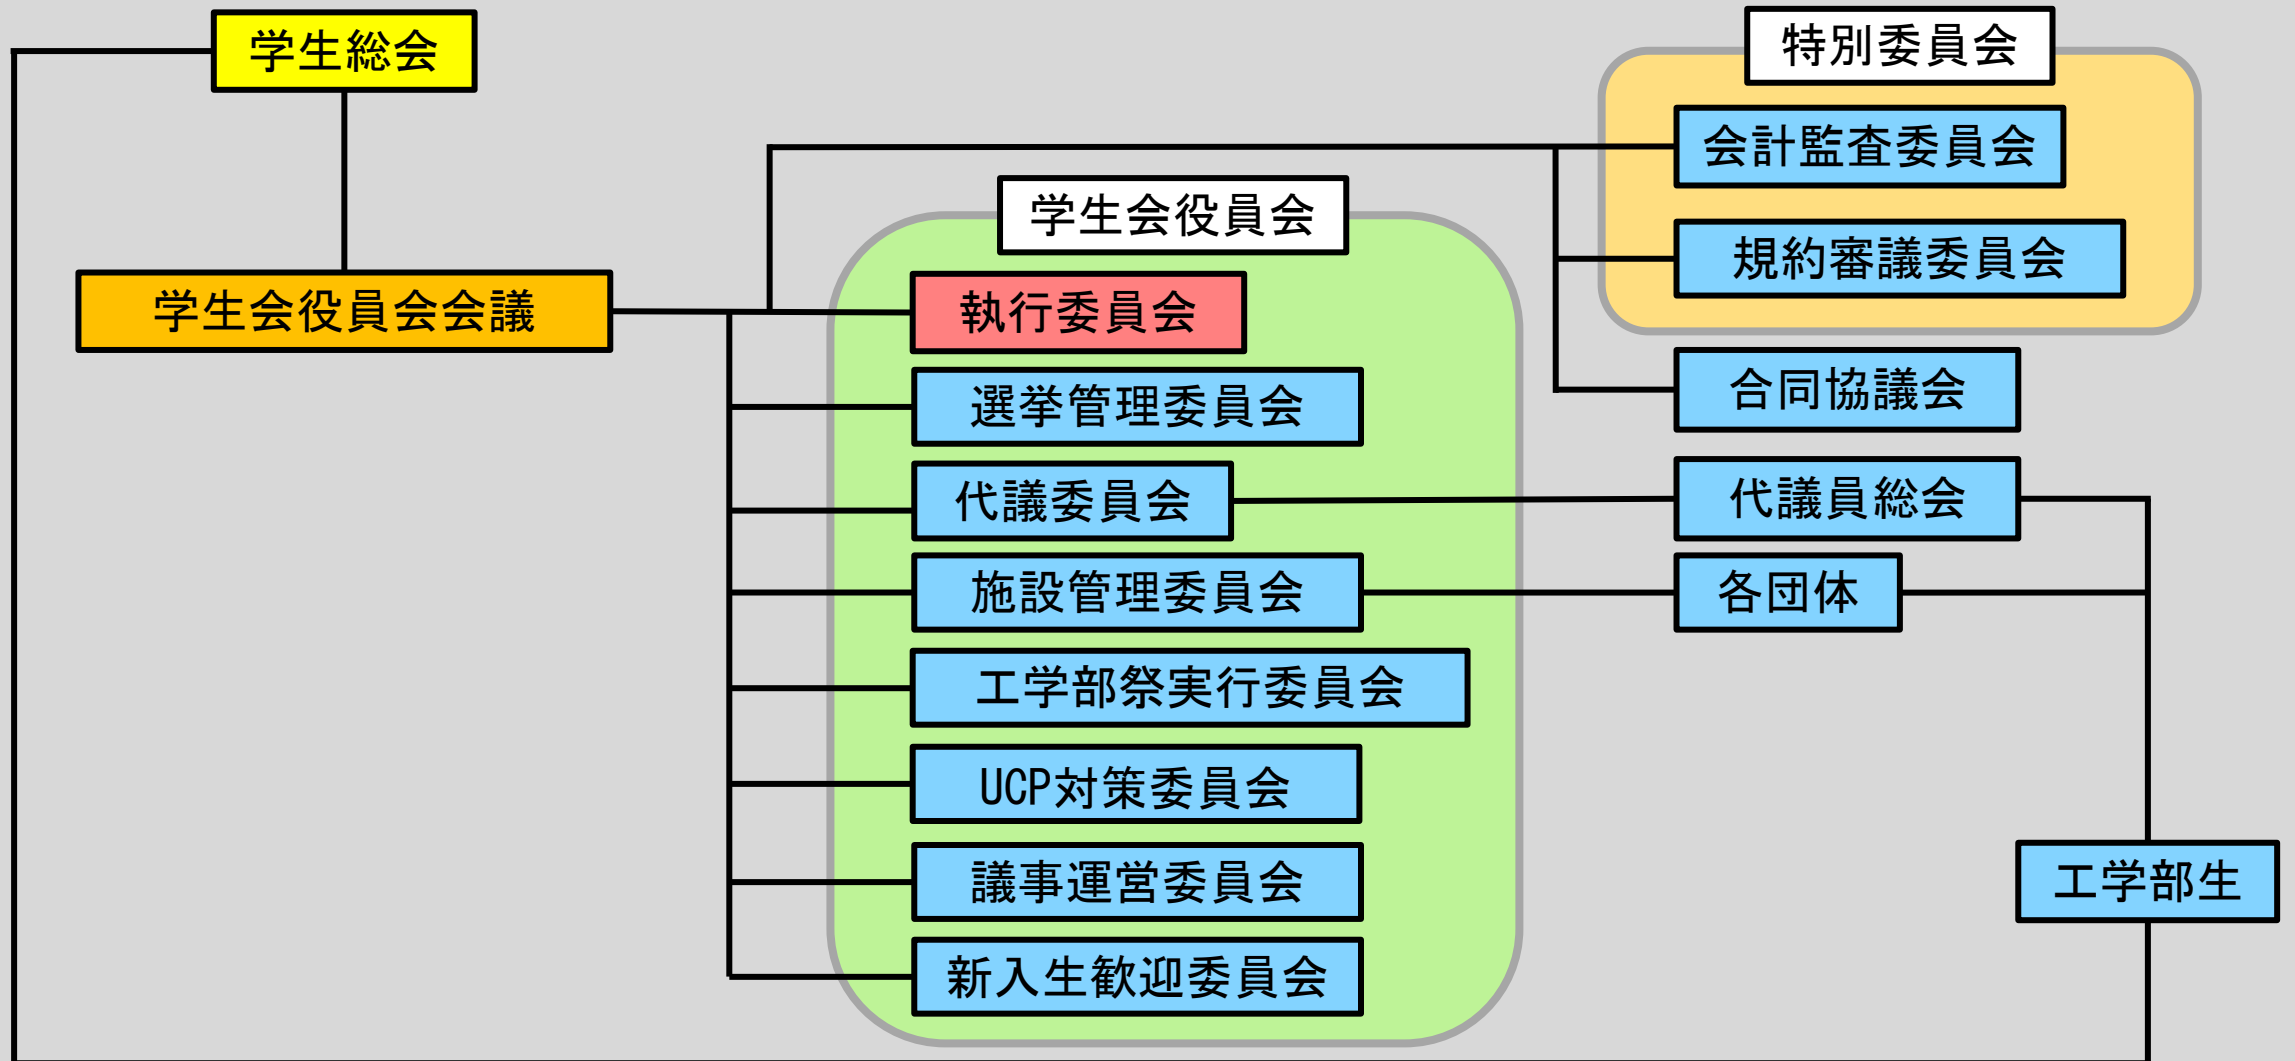 学生総会
特別委員会
会計監査委員会
学生会役員会
規約審議委員会
学生会役員会会議
執行委員会
合同協議会
選挙管理委員会
代議委員会
代議員総会
施設管理委員会
各団体
工学部祭実行委員会
UCP対策委員会
議事運営委員会
工学部生
新入生歓迎委員会